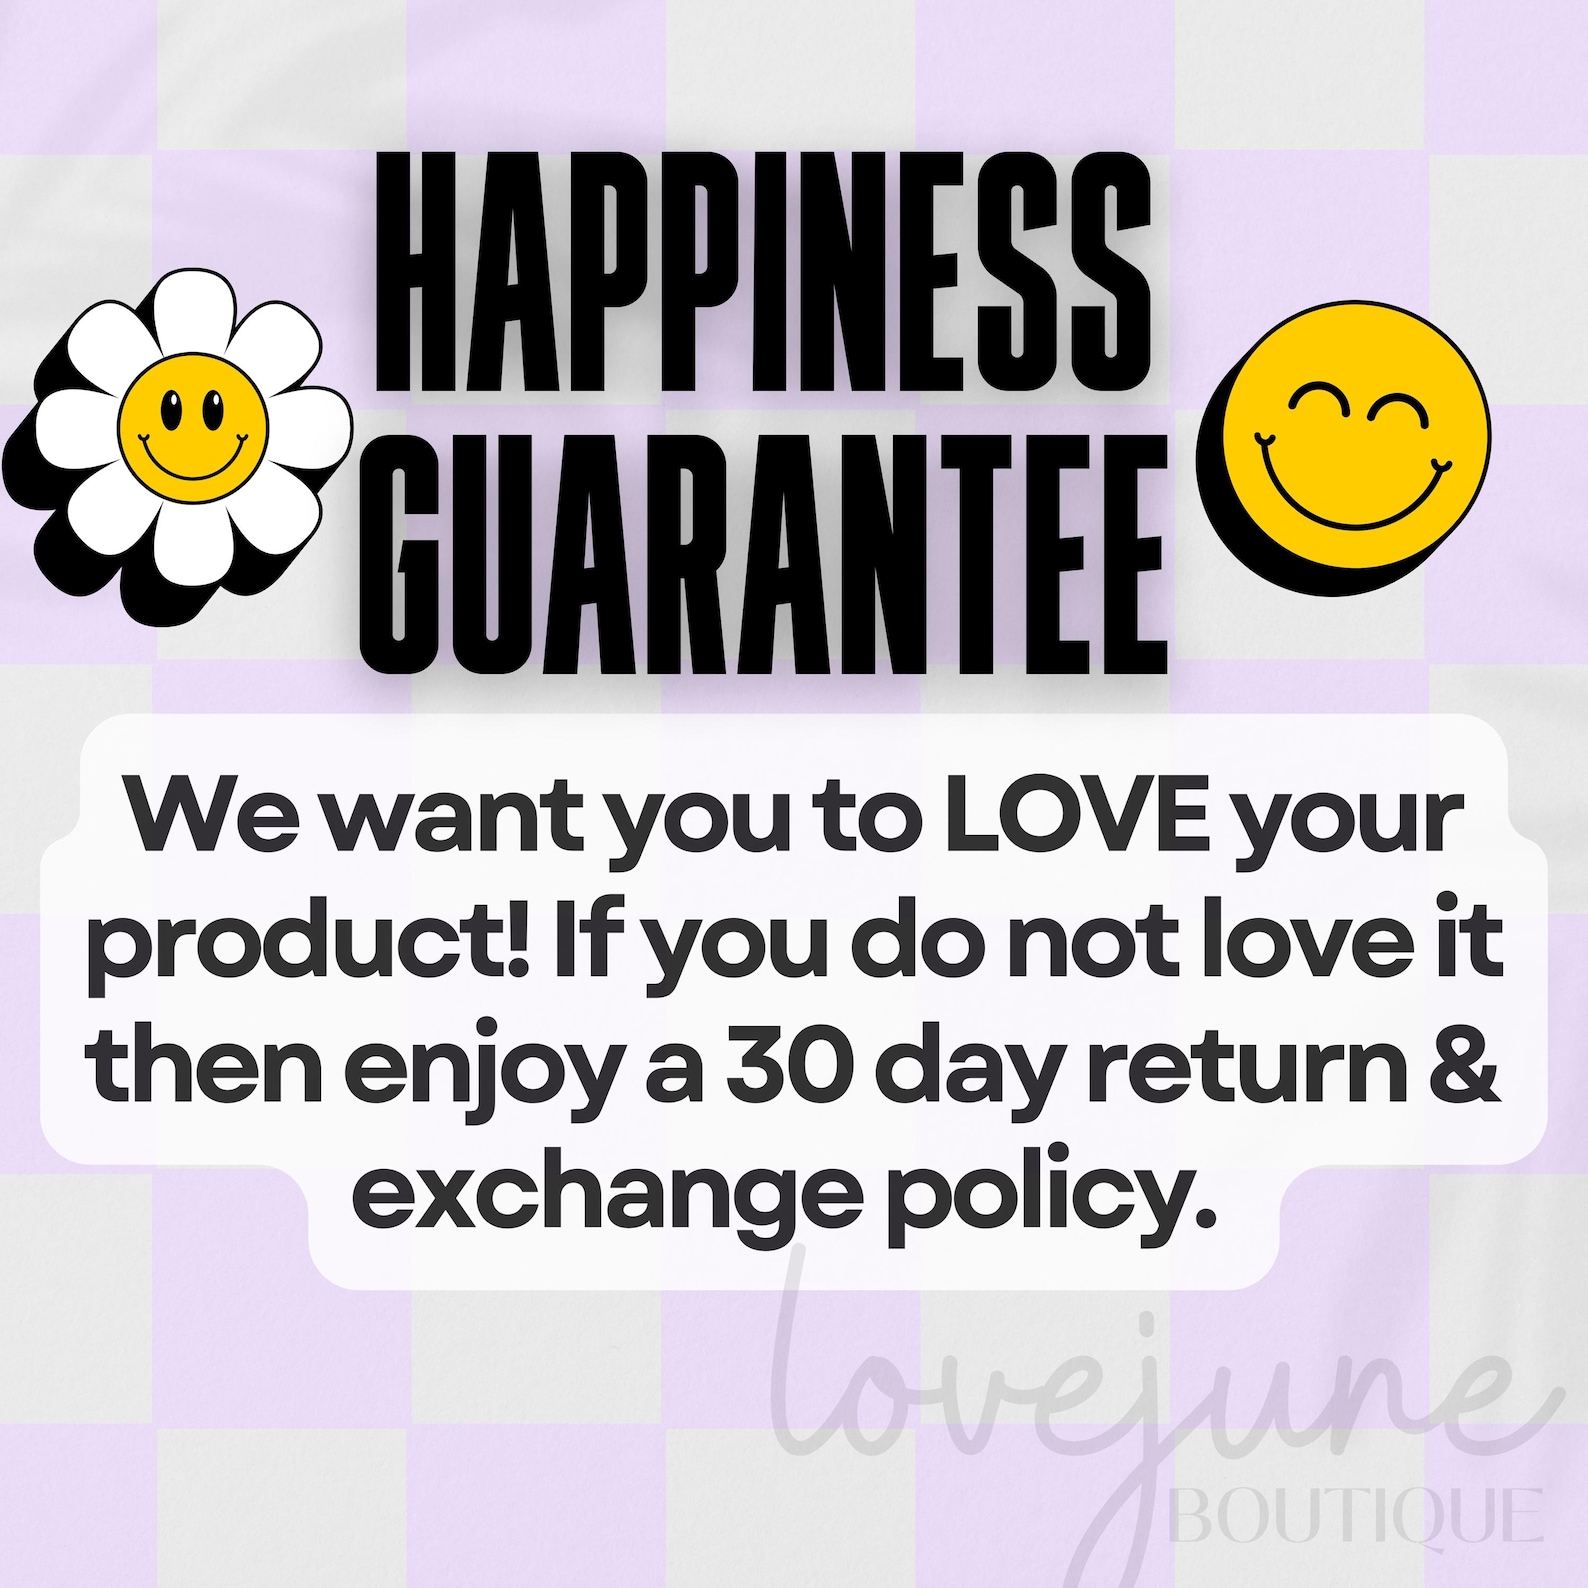 HAPPINESS
GUARANTEE
We want you to LOVE your
product! If you do not love it
then enjoy a 30 day return &
exchange policy.
lovejune
BOUTIQUE